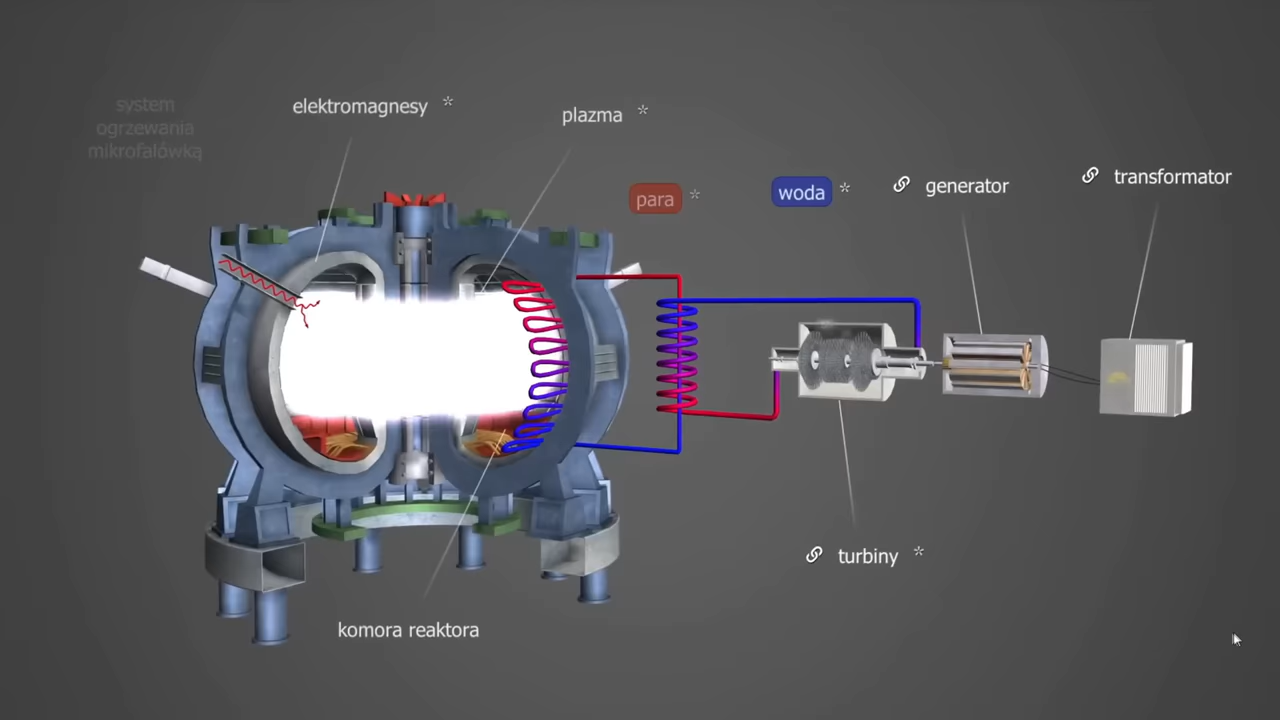 system
ogrzewania
mikrofalówką
elektromagnesy *
plazma *
para *
woda *
generator
transformator
turbiny *
komora reaktora